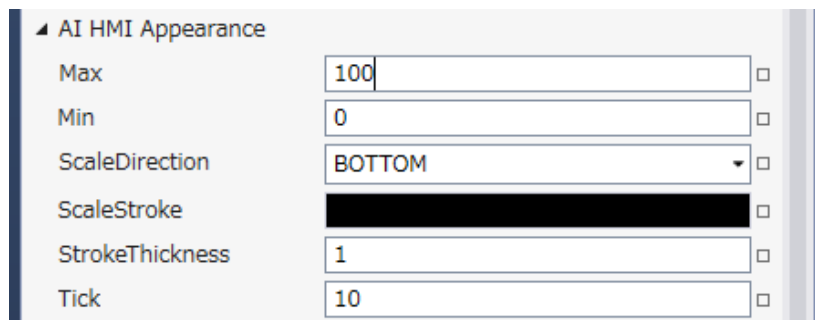 AI HMI Appearance
Max 100
Min 0
ScaleDirection BOTTOM
ScaleStroke
StrokeThickness 1
Tick 10